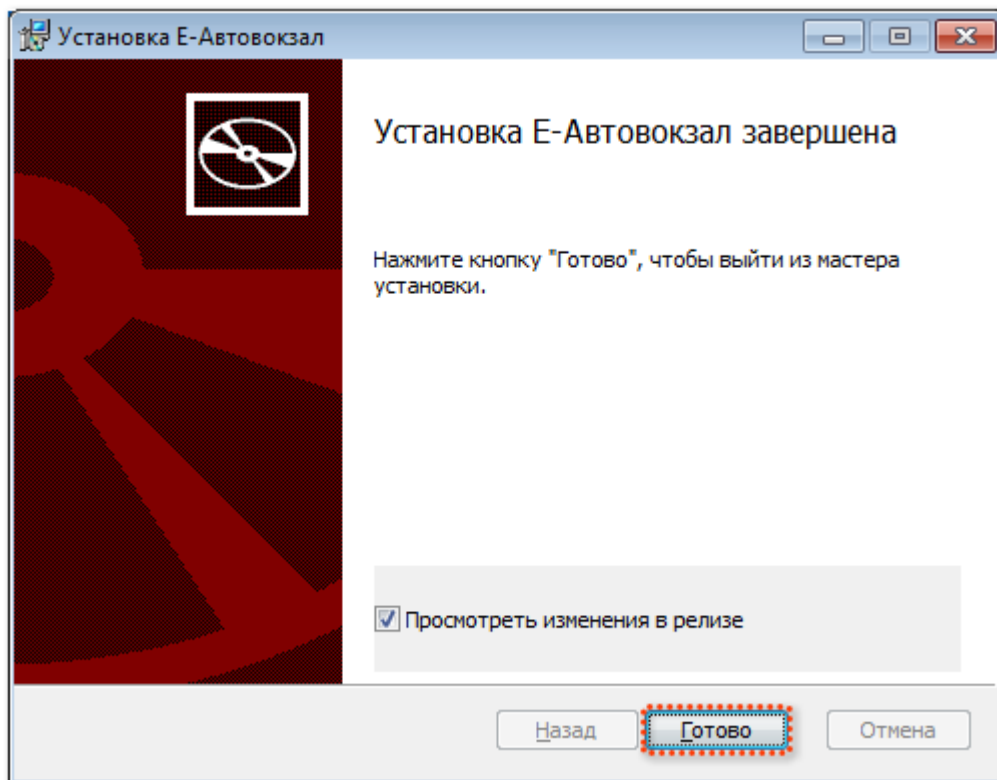 Установка Е-Автовокзал
Установка Е-Автовокзал завершена
Нажмите кнопку "Готово", чтобы выйти из мастера
установки.
Просмотреть изменения в релизе
Назад
Готово
Отмена